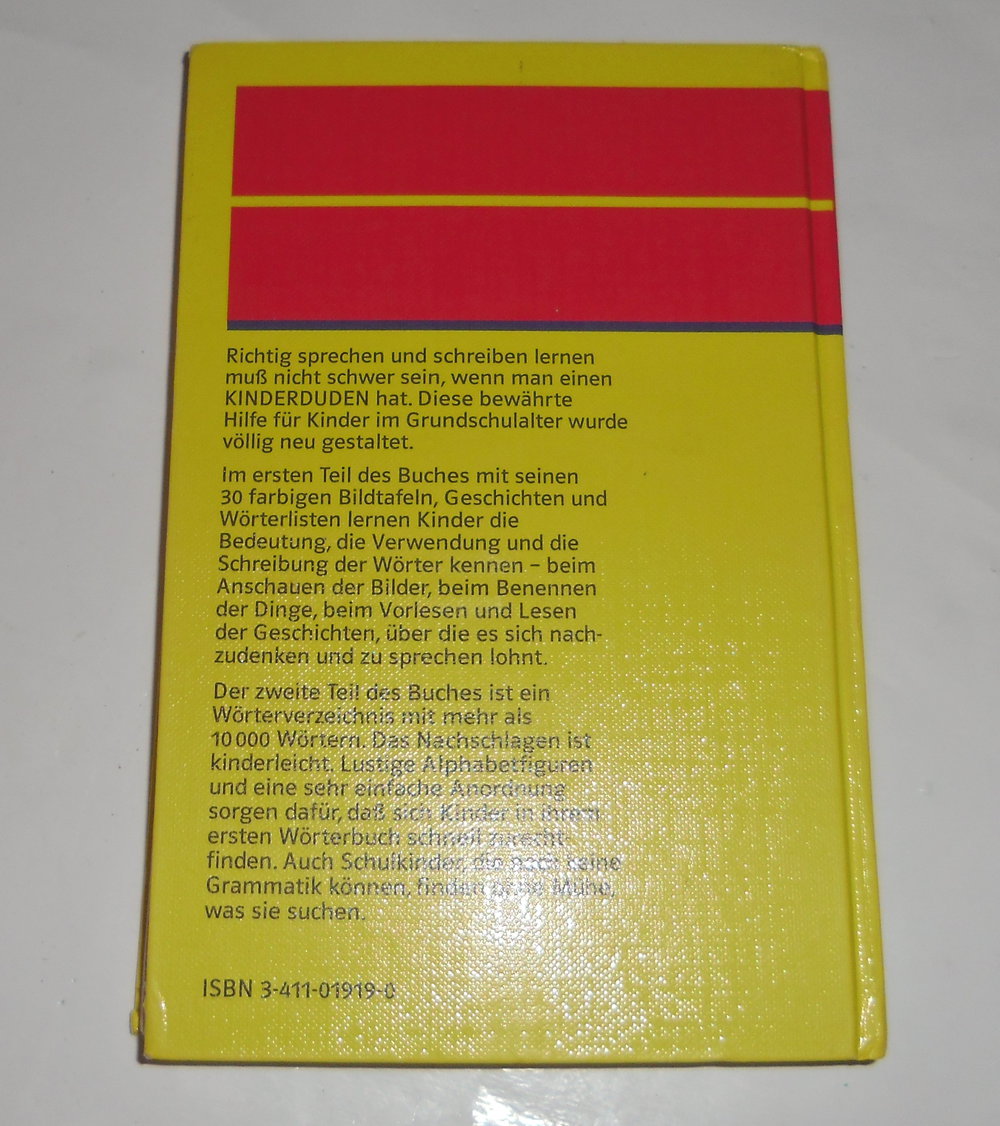 Richtig sprechen und schreiben lernen
muß nicht schwer sein, wenn man einen
KINDERDUDEN hat. Diese bewährte
Hilfe für Kinder im Grundschulalter wurde
völlig neu gestaltet.
Im ersten Teil des Buches mit seinen
30 farbigen Bildtafeln, Geschichten und
Wörterlisten lernen Kinder die
Bedeutung, die Verwendung und die
Schreibung der Wörter kennen – beim
Anschauen der Bilder, beim Benennen
der Dinge, beim Vorlesen und Lesen
der Geschichten, über die es sich nach-
zudenken und zu sprechen lohnt.
Der zweite Teil des Buches ist ein
Wörterverzeichnis mit mehr als
10 000 Wörtern. Das Nachschlagen ist
kinderleicht. Lustige Alphabetfiguren
und eine sehr einfache Anordnung
sorgen dafür, daß sich Kinder in ihrem
ersten Wörterbuch schnell zurecht-
finden. Auch Schulkinder, die noch keine
Grammatik können, finden ohne Mühe,
was sie suchen.
ISBN 3-411-01919-0